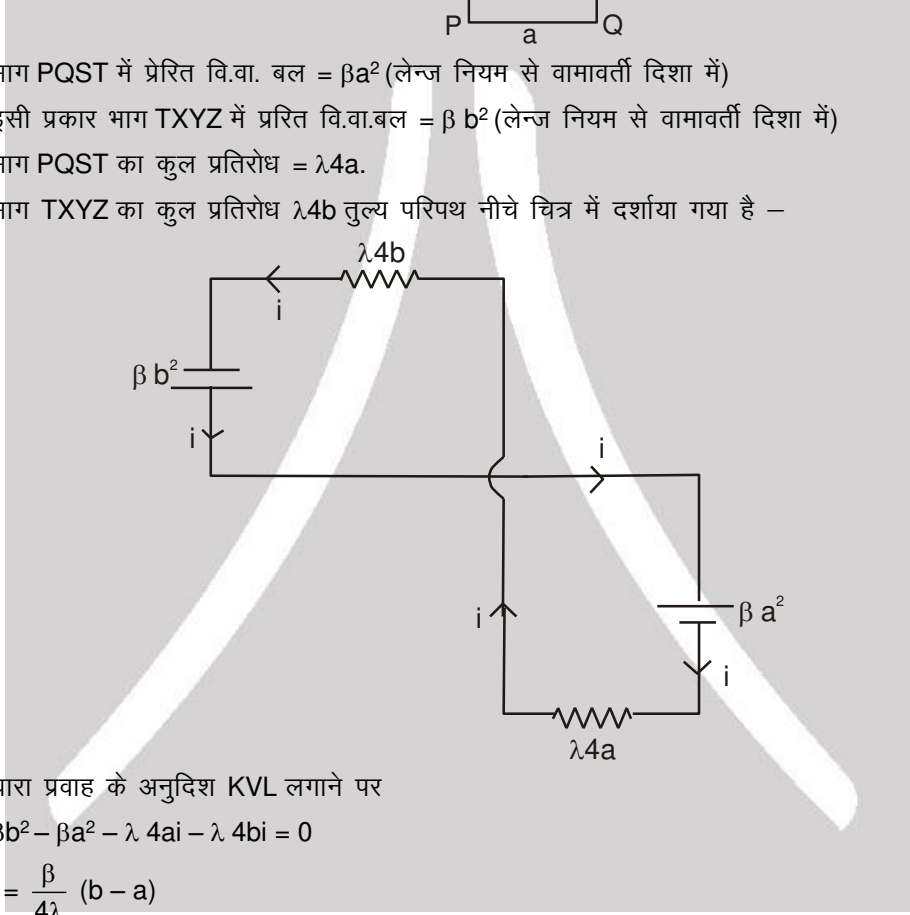 P Q
a
भाग PQST में प्रेरित वि.वा. बल = βa² (लेन्ज नियम से वामावर्ती दिशा में)
इसी प्रकार भाग TXYZ में प्ररित वि.वा.बल = β b² (लेन्ज नियम से वामावर्ती दिशा में)
भाग PQST का कुल प्रतिरोध = λ4a.
भाग TXYZ का कुल प्रतिरोध λ4b तुल्य परिपथ नीचे चित्र में दर्शाया गया है –
λ4b
i
β b²
i
i
i
β a²
i
λ4a
धारा प्रवाह के अनुदिश KVL लगाने पर
βb² – βa² – λ 4ai – λ 4bi = 0
= β/4λ (b – a)